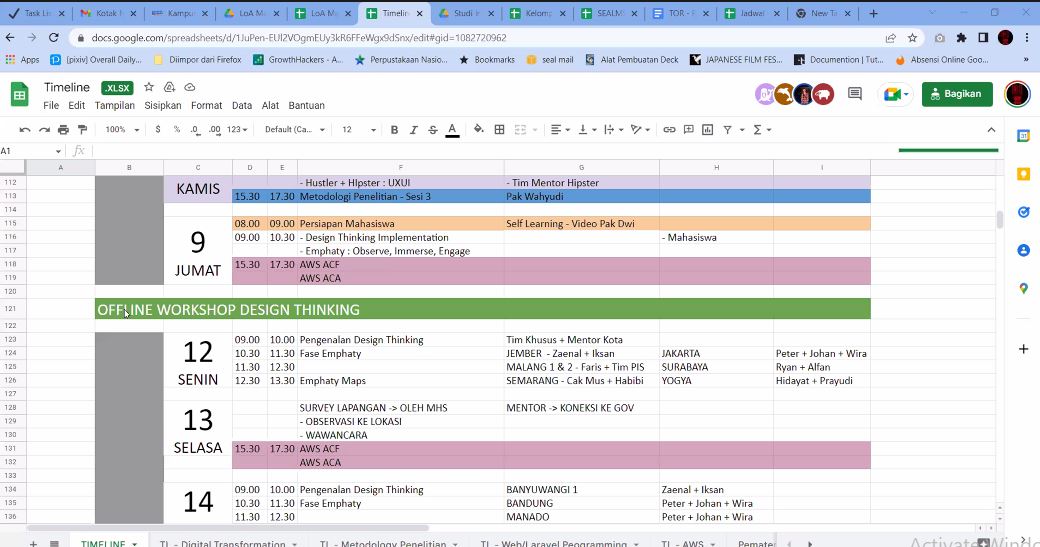 Task Lis
Kotak M
Kampu
LoA Ma
LoA Ma
Timelin
Studi In
Kelomp
SEALMS
TOR - F
Jadwal
New Ta
docs.google.com/spreadsheets/d/1JuPen-EUl2VOgmEUy3kR6FFeWgx9dSnx/edit#gid=1082720962
Apps [pixiv] Overall Daily... Diimpor dari Firefox GrowthHackers - A... Perpustakaan Nasio... Bookmarks seal mail Alat Pembuatan Deck JAPANESE FILM FES... Documention | Tut... Absensi Online Goo...
Timeline .XLSX
File Edit Tampilan Sisipkan Format Data Alat Bantuan
Bagikan
100% $ % .0 .00 123 Default (Ca... 12 B I S A
A1 fx
A B C D E F G H I
112 KAMIS - Hustler + HIpster : UXUI - Tim Mentor Hipster
113 15.30 17.30 Metodologi Penelitian - Sesi 3 Pak Wahyudi
114
115 08.00 09.00 Persiapan Mahasiswa Self Learning - Video Pak Dwi
116 9 09.00 10.30 - Design Thinking Implementation - Mahasiswa
117 - Emphaty : Observe, Immerse, Engage
118 JUMAT 15.30 17.30 AWS ACF
119 AWS ACA
120
121 OFFLINE WORKSHOP DESIGN THINKING
122
123 09.00 10.00 Pengenalan Design Thinking Tim Khusus + Mentor Kota
124 12 10.30 11.30 Fase Emphaty JEMBER - Zaenal + Iksan JAKARTA Peter + Johan + Wira
125 11.30 12.30 MALANG 1 & 2 - Faris + Tim PIS SURABAYA Ryan + Alfan
126 SENIN 12.30 13.30 Emphaty Maps SEMARANG - Cak Mus + Habibi YOGYA Hidayat + Prayudi
127
128 13 SURVEY LAPANGAN -> OLEH MHS MENTOR -> KONEKSI KE GOV
129 - OBSERVASI KE LOKASI
130 - WAWANCARA
131 SELASA 15.30 17.30 AWS ACF
132 AWS ACA
133
134 09.00 10.00 Pengenalan Design Thinking BANYUWANGI 1 Zaenal + Iksan
135 14 10.30 11.30 Fase Emphaty BANDUNG Peter + Johan + Wira
136 11.30 12.30 MANADO Peter + Johan + Wira
TIMELINE TL - Digital Transformation TL - Metodologi Penelitian TL - Web/Laravel Peogramming TL - AWS Pemate